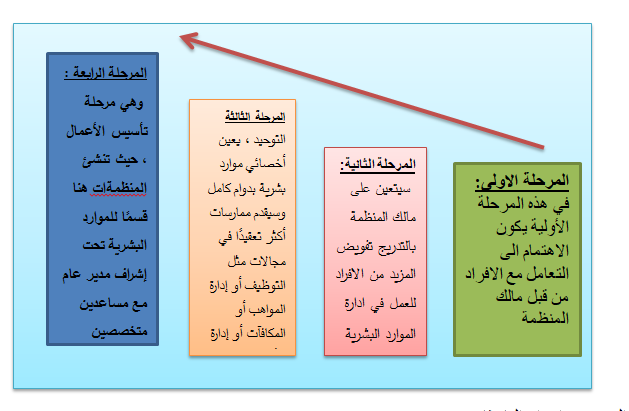 المرحلة الاولى:
في هذه المرحلة
الأولية يكون
الاهتمام الى
التعامل مع الافراد
من قبل مالك
المنظمة
المرحلة الثانية:
سيتعين على
مالك المنظمة
بالتدريج تفويض
المزيد من الافراد
للعمل في ادارة
الموارد البشرية
المرحلة الثالثة
التوحيد ، يعين
أخصائي موارد
بشرية بدوام كامل
وسيقدم ممارسات
أكثر تعقيدًا في
مجالات مثل
التوظيف أو إدارة
المواهب أو
المكافآت أو إدارة
المرحلة الرابعة :
وهي مرحلة
تأسيس الأعمال
، حيث تنشئ
المنظمةات هنا
قسمًا للموارد
البشرية تحت
إشراف مدير عام
مع مساعدين
متخصصين